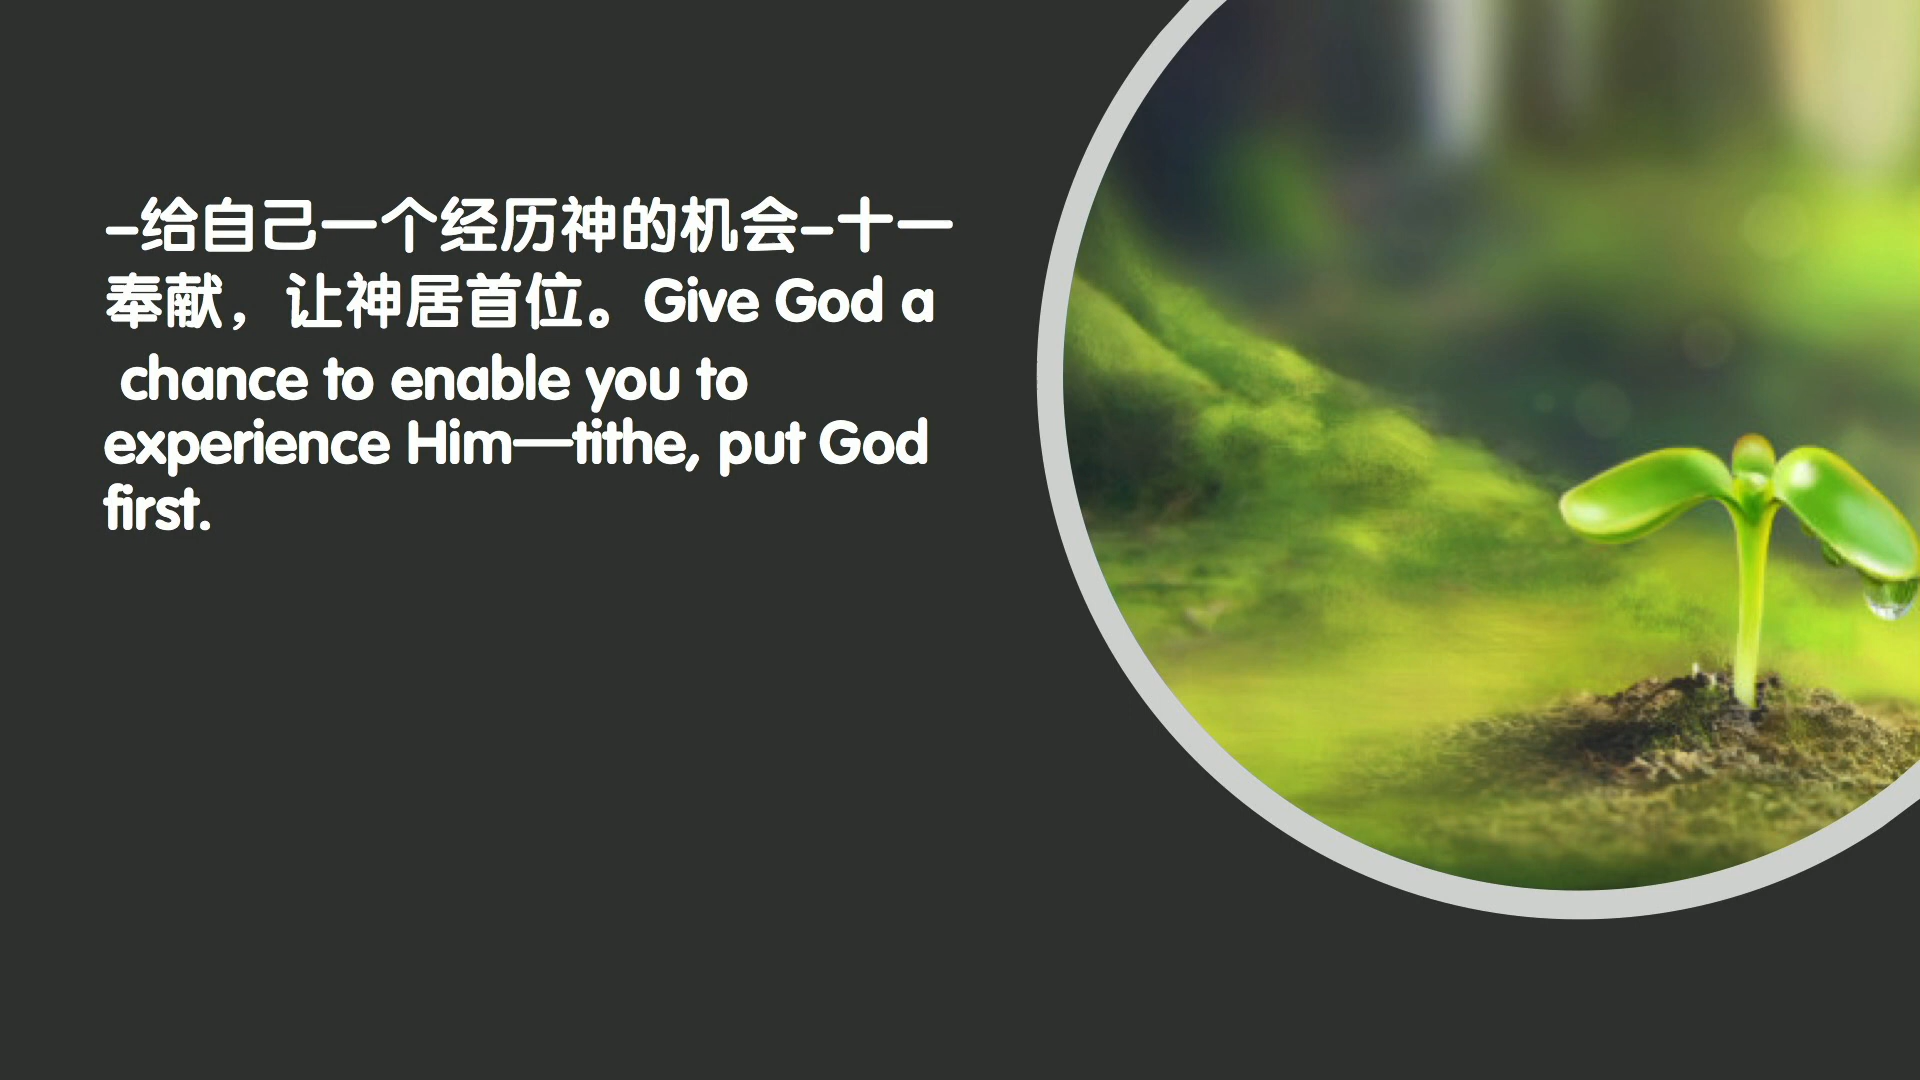 –给自己一个经历神的机会–十一
奉献，让神居首位。Give God a
chance to enable you to
experience Him—tithe, put God
first.